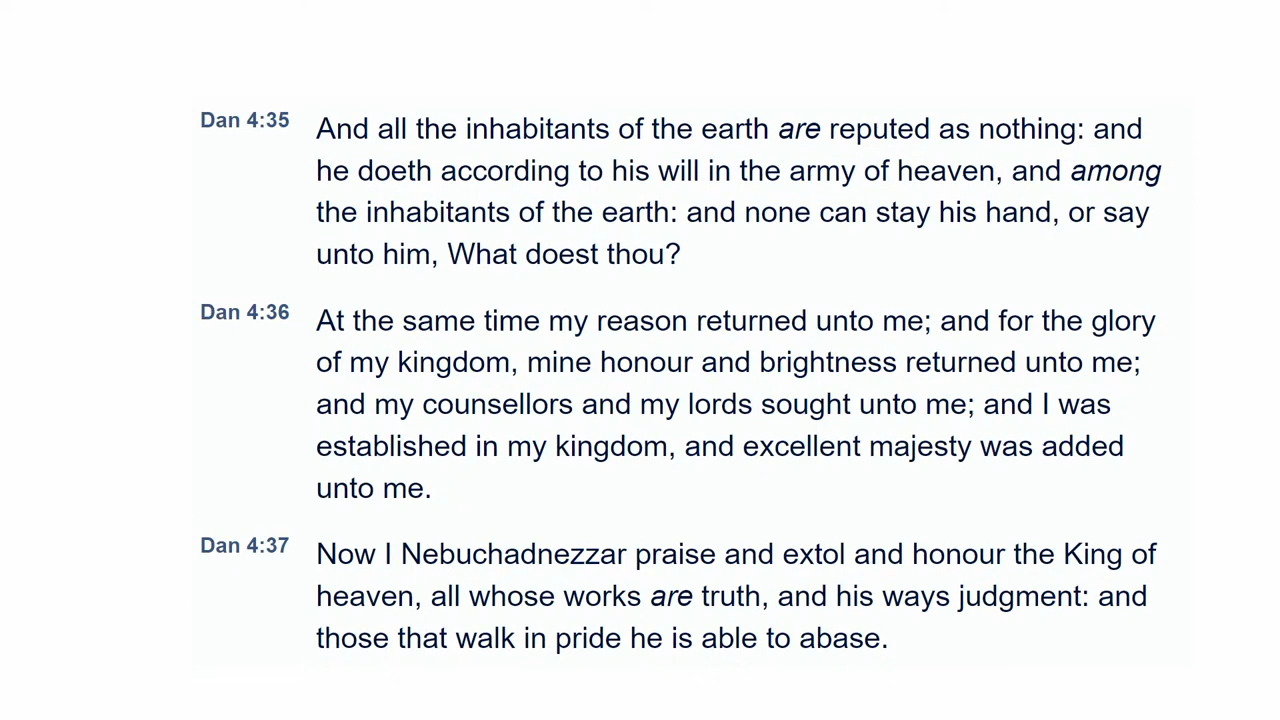 Dan 4:35 And all the inhabitants of the earth are reputed as nothing: and
he doeth according to his will in the army of heaven, and among
the inhabitants of the earth: and none can stay his hand, or say
unto him, What doest thou?
Dan 4:36 At the same time my reason returned unto me; and for the glory
of my kingdom, mine honour and brightness returned unto me;
and my counsellors and my lords sought unto me; and I was
established in my kingdom, and excellent majesty was added
unto me.
Dan 4:37 Now I Nebuchadnezzar praise and extol and honour the King of
heaven, all whose works are truth, and his ways judgment: and
those that walk in pride he is able to abase.